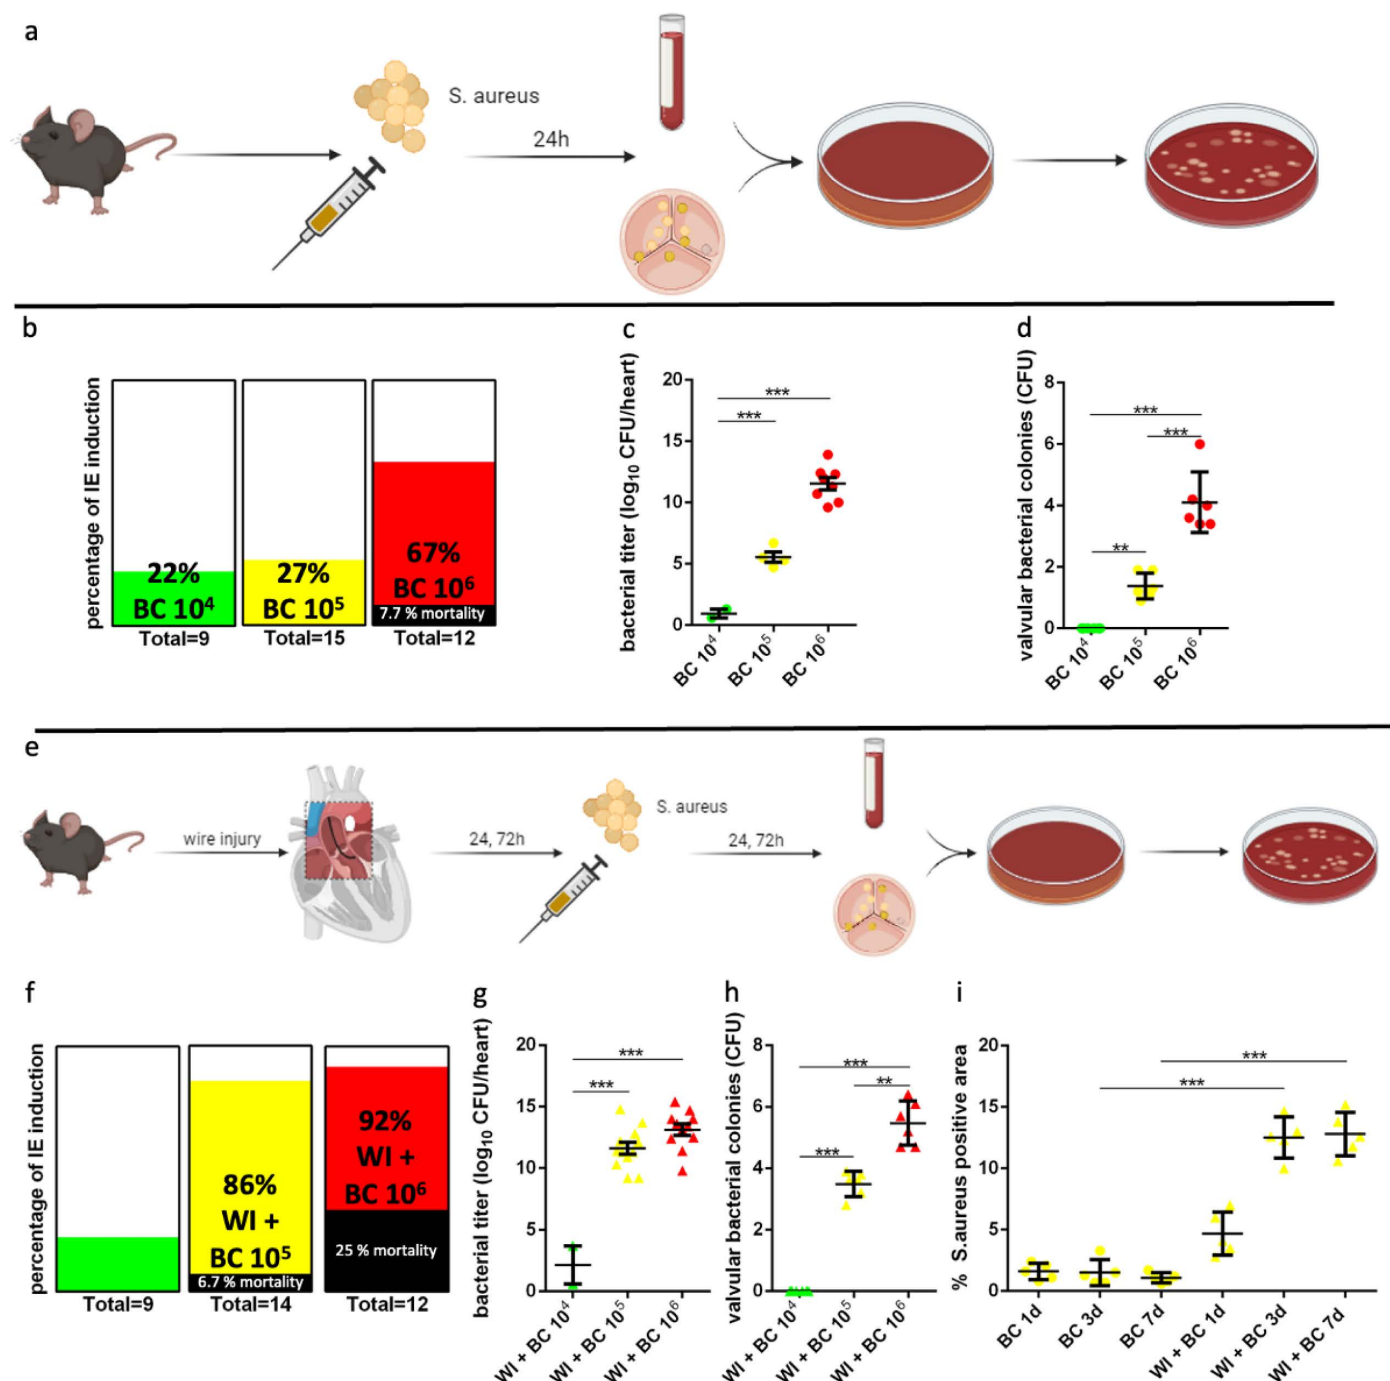 a
S. aureus
24h
b
percentage of IE induction
22%
BC 10⁴
Total=9
27%
BC 10⁵
Total=15
67%
BC 10⁶
7.7 % mortality
Total=12
c
bacterial titer (log₁₀ CFU/heart)
20
15
10
5
0
***
***
BC 10⁴
BC 10⁵
BC 10⁶
d
valvular bacterial colonies (CFU)
8
6
4
2
0
***
***
**
BC 10⁴
BC 10⁵
BC 10⁶
e
wire injury
24, 72h
S. aureus
24, 72h
f
percentage of IE induction
Total=9
86%
WI +
BC 10⁵
6.7 % mortality
Total=14
92%
WI +
BC 10⁶
25 % mortality
Total=12
g
bacterial titer (log₁₀ CFU/heart)
20
15
10
5
0
***
***
WI + BC 10⁴
WI + BC 10⁵
WI + BC 10⁶
h
valvular bacterial colonies (CFU)
8
6
4
2
0
***
**
***
WI + BC 10⁴
WI + BC 10⁵
WI + BC 10⁶
i
% S.aureus positive area
20
15
10
5
0
***
***
BC 1d
BC 3d
BC 7d
WI + BC 1d
WI + BC 3d
WI + BC 7d